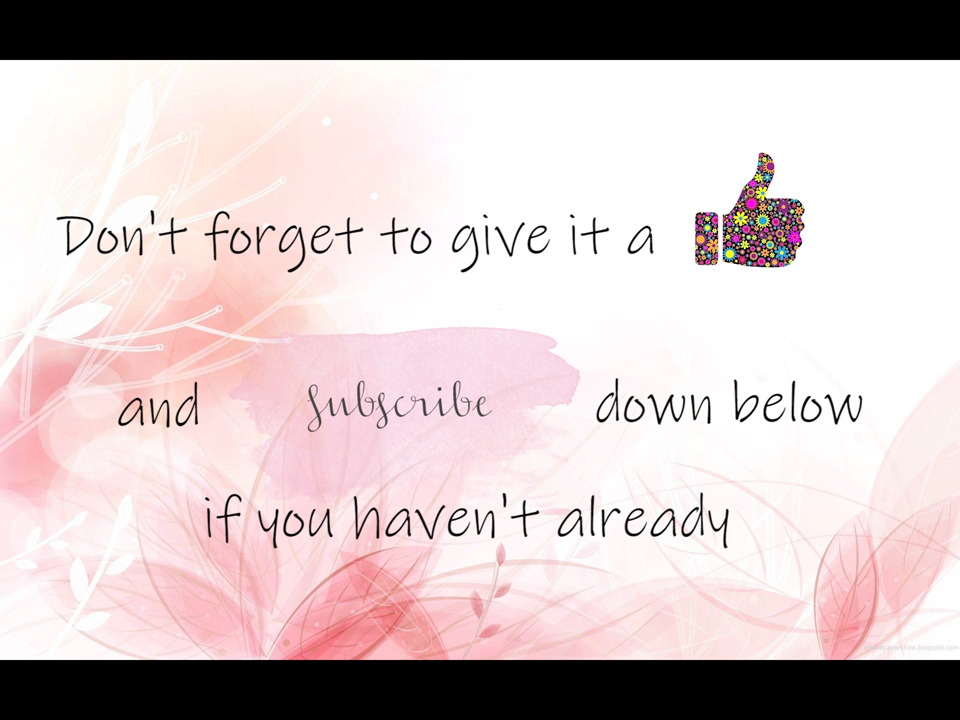 Don't forget to give it a
and subscribe down below
if you haven't already